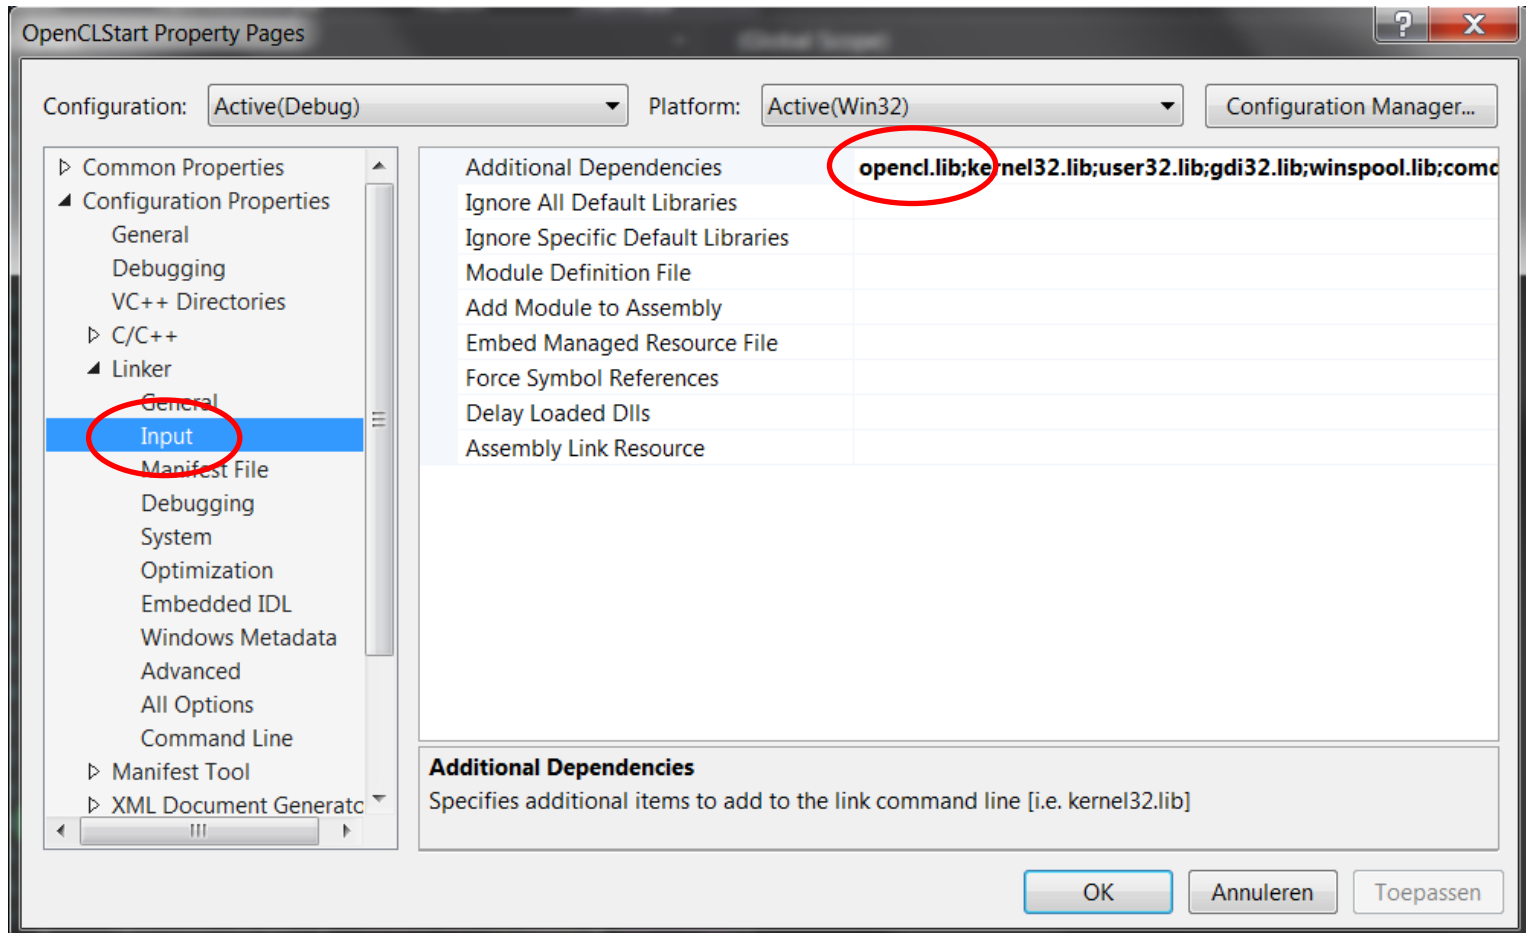 OpenCLStart Property Pages
(Global Scope)
Configuration: Active(Debug) Platform: Active(Win32) Configuration Manager...
Common Properties
Configuration Properties
General
Debugging
VC++ Directories
C/C++
Linker
General
Input
Manifest File
Debugging
System
Optimization
Embedded IDL
Windows Metadata
Advanced
All Options
Command Line
Manifest Tool
XML Document Generato
Additional Dependencies opencl.lib;kernel32.lib;user32.lib;gdi32.lib;winspool.lib;comd
Ignore All Default Libraries
Ignore Specific Default Libraries
Module Definition File
Add Module to Assembly
Embed Managed Resource File
Force Symbol References
Delay Loaded Dlls
Assembly Link Resource
Additional Dependencies
Specifies additional items to add to the link command line [i.e. kernel32.lib]
OK Annuleren Toepassen